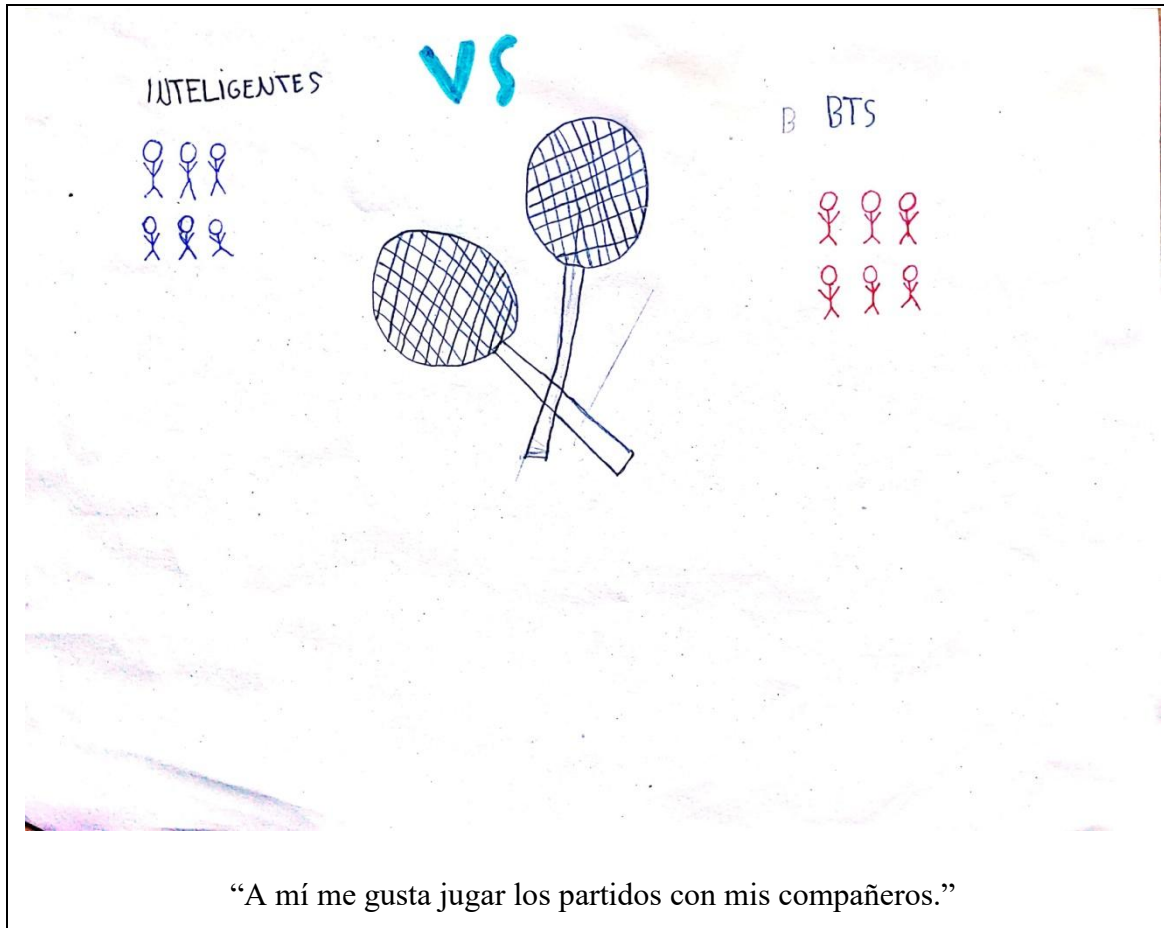 VS
INTELIGENTES
B BTS
“A mí me gusta jugar los partidos con mis compañeros.”